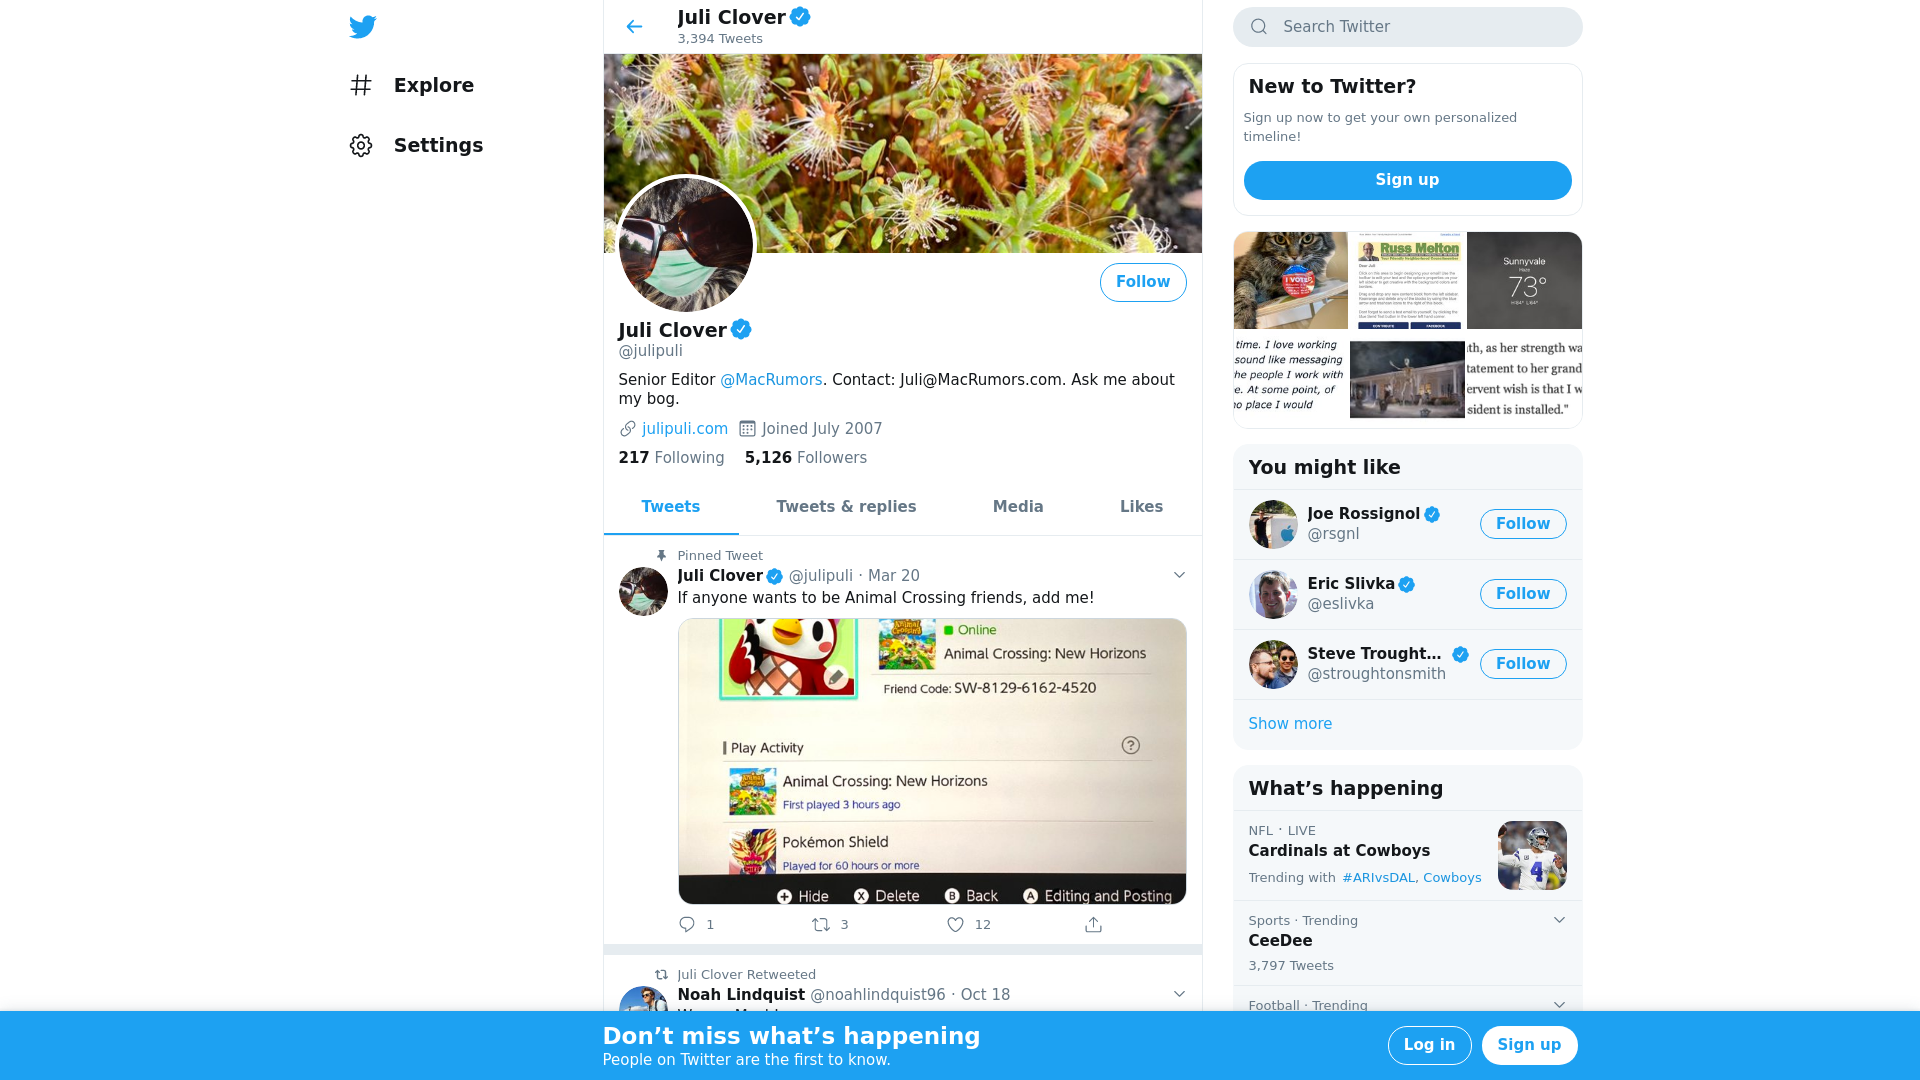 Explore
Settings
Juli Clover
3,394 Tweets
Follow
Juli Clover
@julipuli
Senior Editor @MacRumors. Contact: Juli@MacRumors.com. Ask me about
my bog.
julipuli.com Joined July 2007
217 Following 5,126 Followers
Tweets Tweets & replies Media Likes
Pinned Tweet
Juli Clover @julipuli · Mar 20
If anyone wants to be Animal Crossing friends, add me!
Online
Animal Crossing: New Horizons
Friend Code: SW-8129-6162-4520
Play Activity
?
Animal Crossing: New Horizons
First played 3 hours ago
Pokémon Shield
Played for 60 hours or more
+ Hide X Delete B Back A Editing and Posting
1 3 12
Juli Clover Retweeted
Noah Lindquist @noahlindquist96 · Oct 18
Search Twitter
New to Twitter?
Sign up now to get your own personalized
timeline!
Sign up
I VOTED
Russ Melton
Dear Juli
Sunnyvale
Haze
73°
time. I love working
sound like messaging
he people I work with
e. At some point, of
no place I would
th, as her strength wa
tatement to her grand
ervent wish is that I w
sident is installed."
You might like
Joe Rossignol
@rsgnl
Follow
Eric Slivka
@eslivka
Follow
Steve Trought...
@stroughtonsmith
Follow
Show more
What's happening
NFL · LIVE
Cardinals at Cowboys
Trending with #ARIvsDAL, Cowboys
4
Sports · Trending
CeeDee
3,797 Tweets
Football · Trending
Don't miss what's happening
People on Twitter are the first to know.
Log in
Sign up